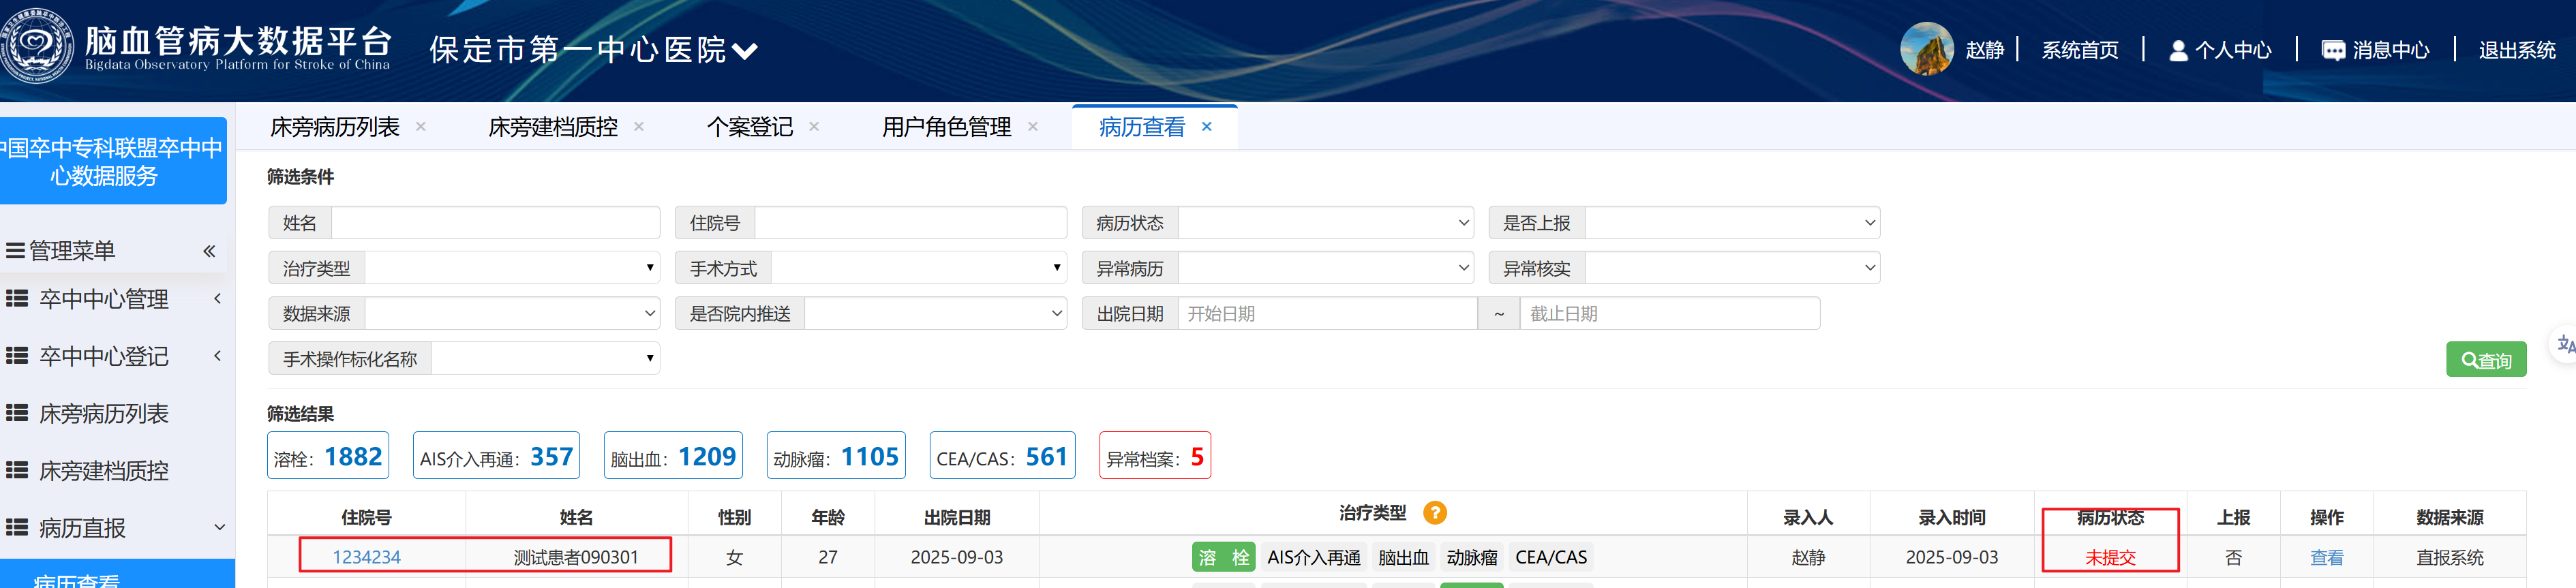 脑血管病大数据平台
Bigdata Observatory Platform for Stroke of China
保定市第一中心医院
赵静
系统首页
个人中心
消息中心
退出系统
中国卒中专科联盟卒中中
心数据服务
管理菜单
卒中中心管理
卒中中心登记
床旁病历列表
床旁建档质控
病历直报
病历查看
床旁病历列表 ×
床旁建档质控 ×
个案登记 ×
用户角色管理 ×
病历查看 ×
筛选条件
姓名
住院号
病历状态
是否上报
治疗类型
手术方式
异常病历
异常核实
数据来源
是否院内推送
出院日期 开始日期 ~ 截止日期
手术操作标化名称
查询
筛选结果
溶栓：1882
AIS介入再通：357
脑出血：1209
动脉瘤：1105
CEA/CAS：561
异常档案：5
住院号 姓名 性别 年龄 出院日期 治疗类型 ? 录入人 录入时间 病历状态 上报 操作 数据来源
1234234 测试患者090301 女 27 2025-09-03 溶 栓 AIS介入再通 脑出血 动脉瘤 CEA/CAS 赵静 2025-09-03 未提交 否 查看 直报系统